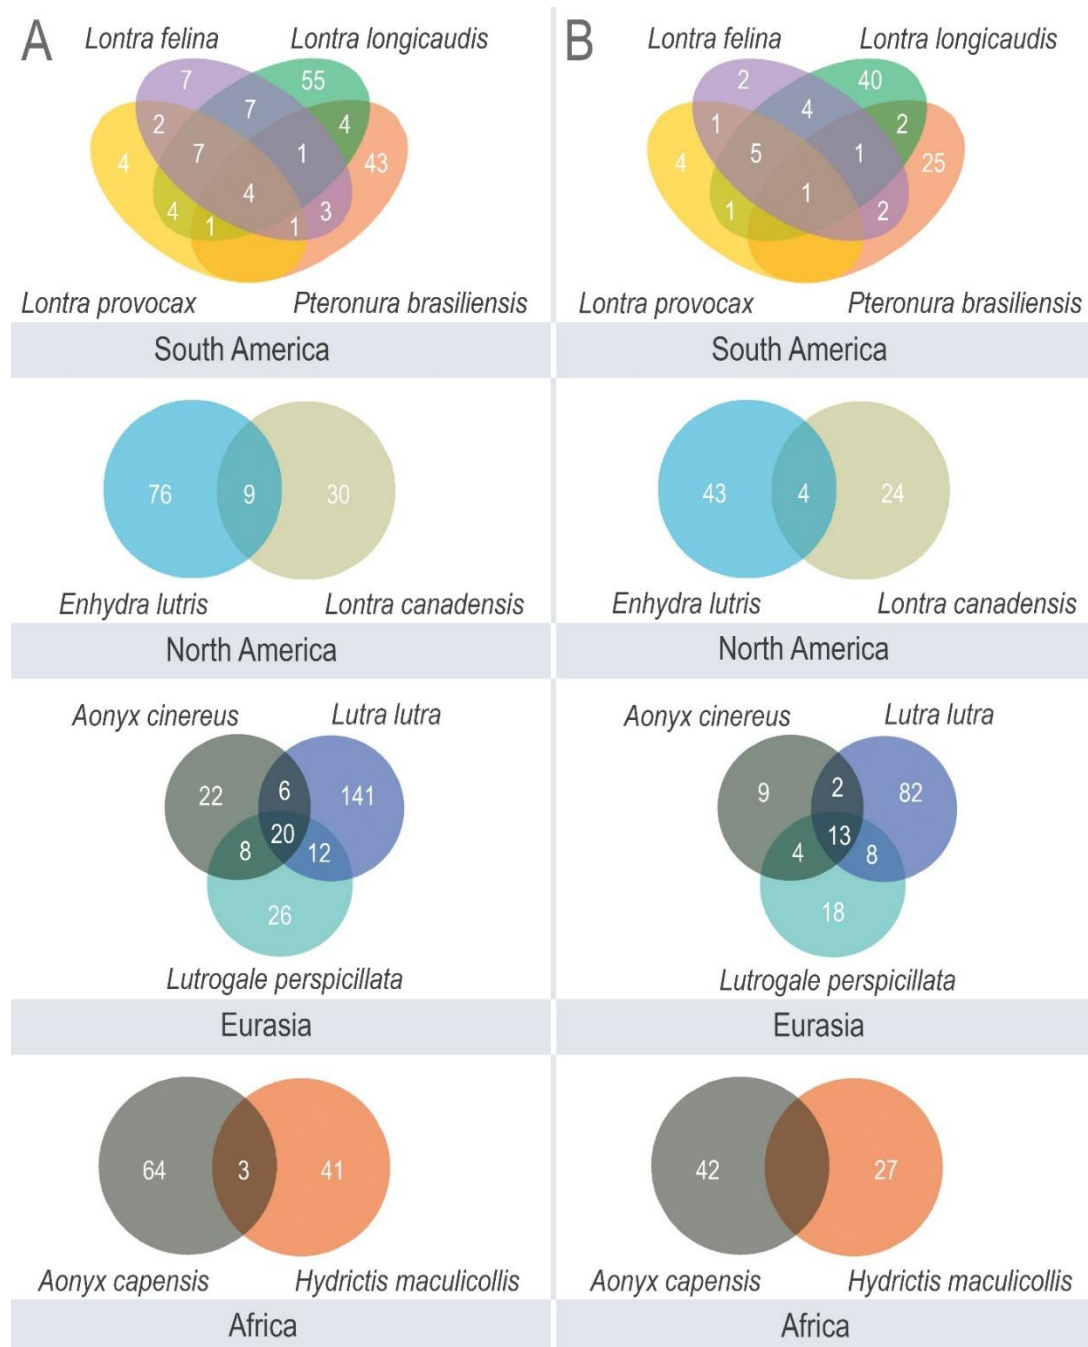 A
Lontra felina Lontra longicaudis
7 55
2 7 4
4 7 1 43
4
4 1 1 3
Lontra provocax Pteronura brasiliensis
South America
76 9 30
Enhydra lutris Lontra canadensis
North America
Aonyx cinereus Lutra lutra
22 6 141
20
8 12
26
Lutrogale perspicillata
Eurasia
64 3 41
Aonyx capensis Hydrictis maculicollis
Africa
B
Lontra felina Lontra longicaudis
2 40
1 4 2
4 5 1 25
1
1 2
Lontra provocax Pteronura brasiliensis
South America
43 4 24
Enhydra lutris Lontra canadensis
North America
Aonyx cinereus Lutra lutra
9 2 82
13
4 8
18
Lutrogale perspicillata
Eurasia
42 27
Aonyx capensis Hydrictis maculicollis
Africa